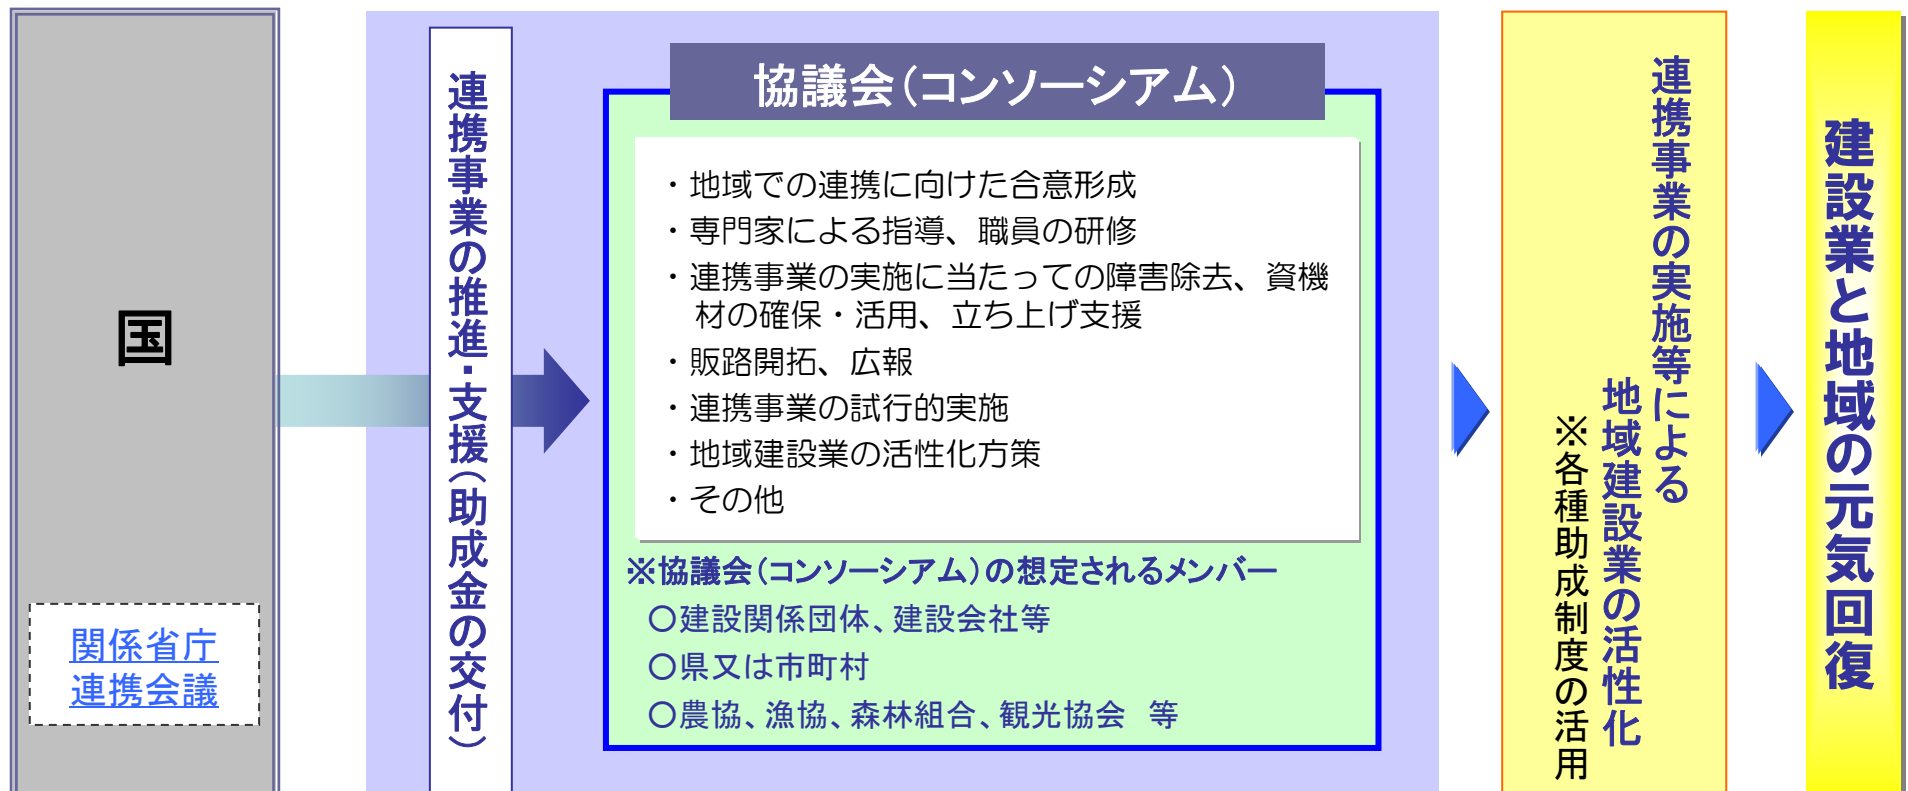 国
関係省庁
連携会議
連携事業の推進・支援（助成金の交付）
協議会（コンソーシアム）
・地域での連携に向けた合意形成
・専門家による指導、職員の研修
・連携事業の実施に当たっての障害除去、資機
材の確保・活用、立ち上げ支援
・販路開拓、広報
・連携事業の試行的実施
・地域建設業の活性化方策
・その他
※協議会（コンソーシアム）の想定されるメンバー
○建設関係団体、建設会社等
○県又は市町村
○農協、漁協、森林組合、観光協会　等
連携事業の実施等による
地域建設業の活性化
※各種助成制度の活用
建設業と地域の元気回復